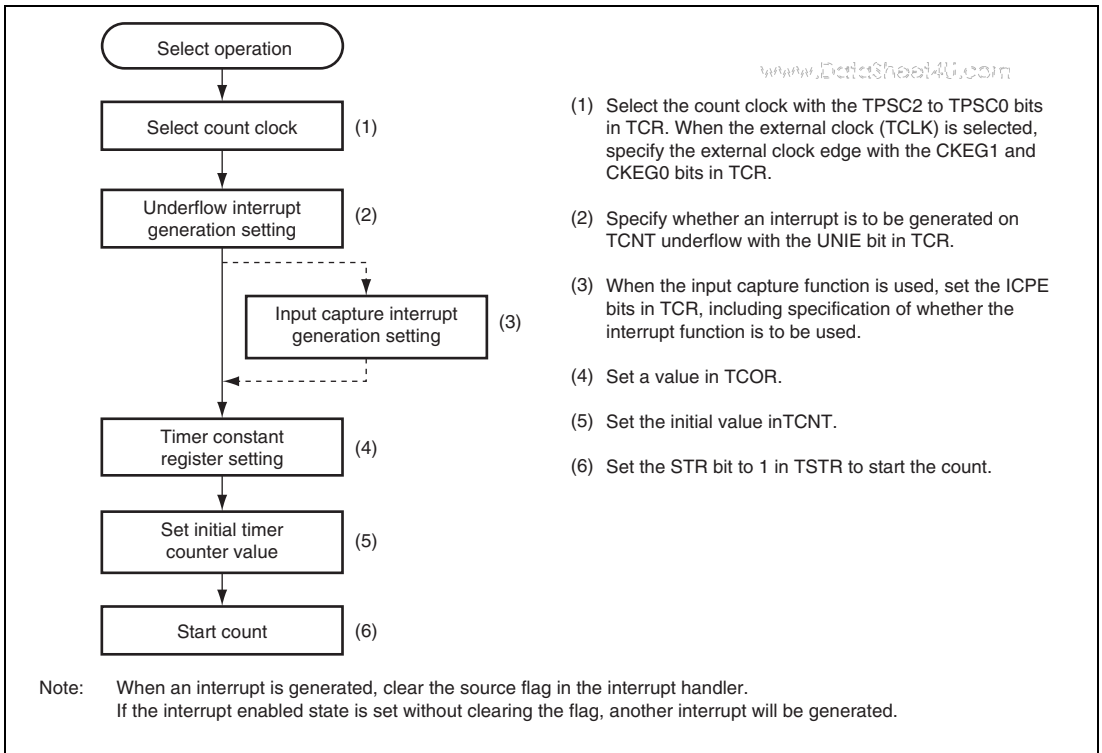 Select operation
www.DataSheet4U.com
Select count clock
(1)
Underflow interrupt
generation setting
(2)
Input capture interrupt
generation setting
(3)
Timer constant
register setting
(4)
Set initial timer
counter value
(5)
Start count
(6)
(1) Select the count clock with the TPSC2 to TPSC0 bits
in TCR. When the external clock (TCLK) is selected,
specify the external clock edge with the CKEG1 and
CKEG0 bits in TCR.
(2) Specify whether an interrupt is to be generated on
TCNT underflow with the UNIE bit in TCR.
(3) When the input capture function is used, set the ICPE
bits in TCR, including specification of whether the
interrupt function is to be used.
(4) Set a value in TCOR.
(5) Set the initial value inTCNT.
(6) Set the STR bit to 1 in TSTR to start the count.
Note: When an interrupt is generated, clear the source flag in the interrupt handler.
If the interrupt enabled state is set without clearing the flag, another interrupt will be generated.